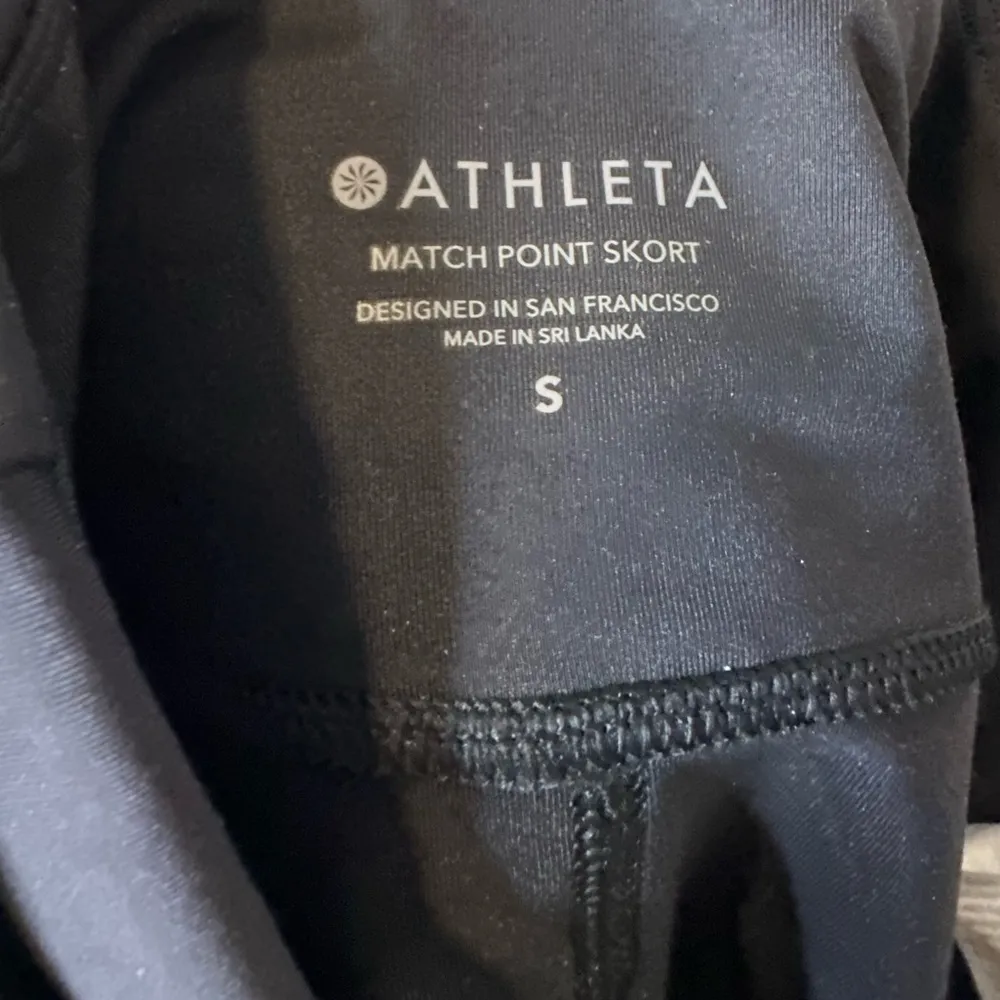 ATHLETA
MATCH POINT SKORT
DESIGNED IN SAN FRANCISCO
MADE IN SRI LANKA
S